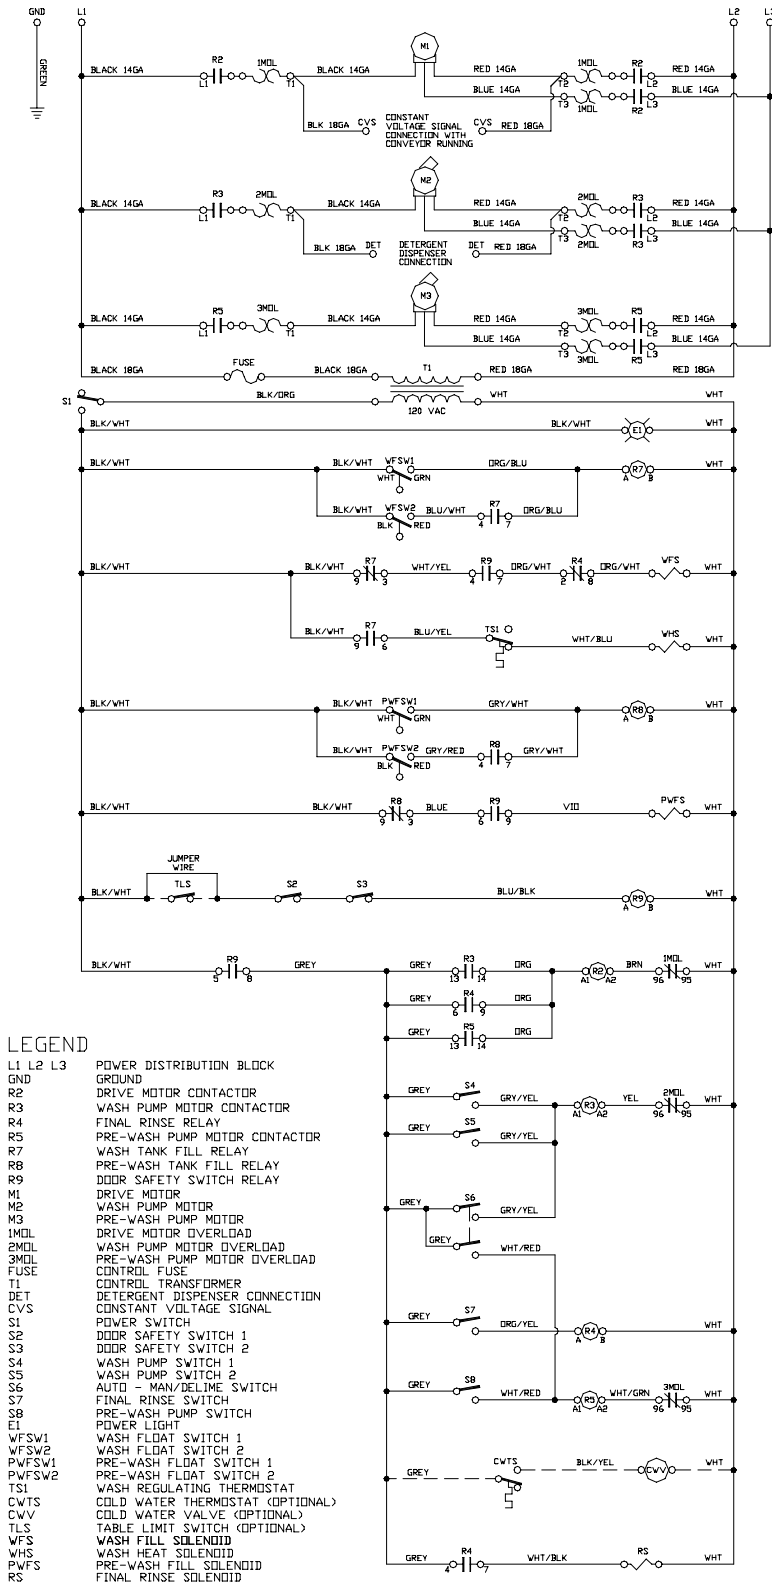 GND L1 L2 L3
GREEN
M1
BLACK 14GA R2 1MOL BLACK 14GA RED 14GA 1MOL R2 RED 14GA
L1 T1 T2 L2
BLUE 14GA BLUE 14GA
T3 1MOL R2 L3
BLK 18GA CVS CONSTANT VOLTAGE SIGNAL CONNECTION WITH CONVEYOR RUNNING CVS RED 18GA
M2
BLACK 14GA R3 2MOL BLACK 14GA RED 14GA 2MOL R3 RED 14GA
L1 T1 T2 L2
BLUE 14GA BLUE 14GA
T3 2MOL R3 L3
BLK 18GA DET DETERGENT DISPENSER CONNECTION DET RED 18GA
M3
BLACK 14GA R5 3MOL BLACK 14GA RED 14GA 3MOL R5 RED 14GA
L1 T1 T2 L2
BLUE 14GA BLUE 14GA
T3 3MOL R5 L3
BLACK 18GA FUSE BLACK 18GA T1 RED 18GA RED 18GA
S1 BLK/ORG 120 VAC WHT WHT
BLK/WHT BLK/WHT E1 WHT
BLK/WHT BLK/WHT WFSW1 ORG/BLU R7 WHT
WHT GRN A B
BLK/WHT WFSW2 BLU/WHT R7 ORG/BLU
BLK RED 4 7
BLK/WHT BLK/WHT R7 WHT/YEL R9 ORG/WHT R4 ORG/WHT WFS WHT
9 3 4 7 2 8
BLK/WHT R7 BLU/YEL TS1 WHT/BLU WHS WHT
9 6
BLK/WHT BLK/WHT PWFSW1 GRY/WHT R8 WHT
WHT GRN A B
BLK/WHT PWFSW2 GRY/RED R8 GRY/WHT
BLK RED 4 7
BLK/WHT BLK/WHT R8 BLUE R9 VIO PWFS WHT
9 3 6 9
JUMPER WIRE
BLK/WHT TLS S2 S3 BLU/BLK R9 WHT
A B
BLK/WHT R9 GREY GREY R3 ORG R2 BRN 1MOL WHT
5 8 13 14 A1 A2 96 95
GREY R4 ORG
6 9
GREY R5 ORG
13 14
GREY S4 GRY/YEL R3 YEL 2MOL WHT
A1 A2 96 95
GREY S5 GRY/YEL
GREY S6 GRY/YEL
GREY WHT/RED
GREY S7 ORG/YEL R4 WHT
A B
GREY S8 WHT/RED R5 WHT/GRN 3MOL WHT
A1 A2 96 95
GREY CWTS BLK/YEL CWV WHT
GREY R4 WHT/BLK RS WHT
4 7
LEGEND
L1 L2 L3 POWER DISTRIBUTION BLOCK
GND GROUND
R2 DRIVE MOTOR CONTACTOR
R3 WASH PUMP MOTOR CONTACTOR
R4 FINAL RINSE RELAY
R5 PRE-WASH PUMP MOTOR CONTACTOR
R7 WASH TANK FILL RELAY
R8 PRE-WASH TANK FILL RELAY
R9 DOOR SAFETY SWITCH RELAY
M1 DRIVE MOTOR
M2 WASH PUMP MOTOR
M3 PRE-WASH PUMP MOTOR
1MOL DRIVE MOTOR OVERLOAD
2MOL WASH PUMP MOTOR OVERLOAD
3MOL PRE-WASH PUMP MOTOR OVERLOAD
FUSE CONTROL FUSE
T1 CONTROL TRANSFORMER
DET DETERGENT DISPENSER CONNECTION
CVS CONSTANT VOLTAGE SIGNAL
S1 POWER SWITCH
S2 DOOR SAFETY SWITCH 1
S3 DOOR SAFETY SWITCH 2
S4 WASH PUMP SWITCH 1
S5 WASH PUMP SWITCH 2
S6 AUTO - MAN/DELIME SWITCH
S7 FINAL RINSE SWITCH
S8 PRE-WASH PUMP SWITCH
E1 POWER LIGHT
WFSW1 WASH FLOAT SWITCH 1
WFSW2 WASH FLOAT SWITCH 2
PWFSW1 PRE-WASH FLOAT SWITCH 1
PWFSW2 PRE-WASH FLOAT SWITCH 2
TS1 WASH REGULATING THERMOSTAT
CWTS COLD WATER THERMOSTAT (OPTIONAL)
CWV COLD WATER VALVE (OPTIONAL)
TLS TABLE LIMIT SWITCH (OPTIONAL)
WFS WASH FILL SOLENOID
WHS WASH HEAT SOLENOID
PWFS PRE-WASH FILL SOLENOID
RS FINAL RINSE SOLENOID